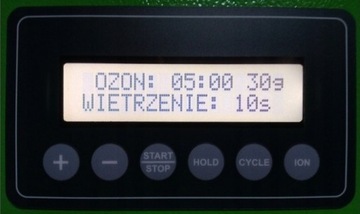 OZON: 05:00 30g
WIETRZENIE: 10s
+ − START/STOP HOLD CYCLE ION